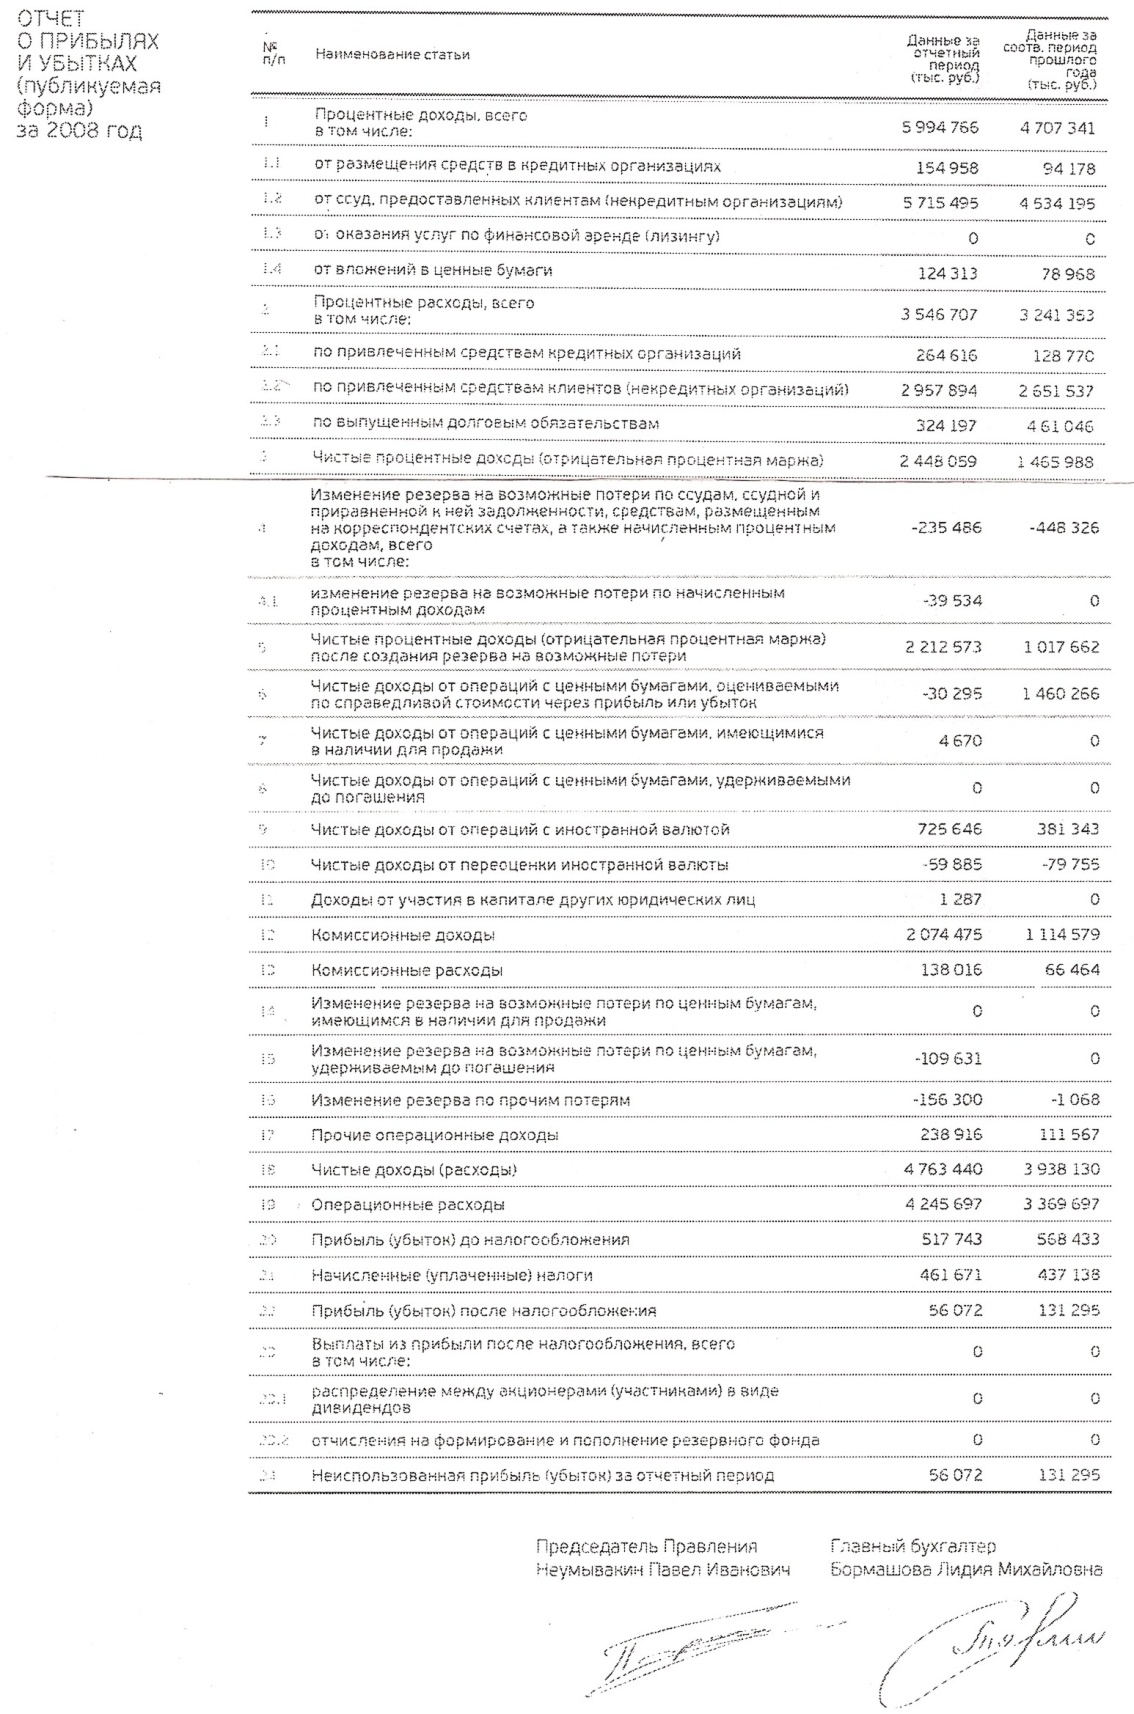 ОТЧЕТ
О ПРИБЫЛЯХ
И УБЫТКАХ
(публикуемая
форма)
за 2008 год
№ п/п Наименование статьи Данные за отчетный период (тыс. руб.) Данные за соотв. период прошлого года (тыс. руб.)
1 Процентные доходы, всего
в том числе: 5 994 766 4 707 341
1.1 от размещения средств в кредитных организациях 154 958 94 178
1.2 от ссуд, предоставленных клиентам (некредитным организациям) 5 715 495 4 534 195
1.3 от оказания услуг по финансовой аренде (лизингу) 0 0
1.4 от вложений в ценные бумаги 124 313 78 968
2 Процентные расходы, всего
в том числе: 3 546 707 3 241 353
2.1 по привлеченным средствам кредитных организаций 264 616 128 770
2.2 по привлеченным средствам клиентов (некредитных организаций) 2 957 894 2 651 537
2.3 по выпущенным долговым обязательствам 324 197 461 046
3 Чистые процентные доходы (отрицательная процентная маржа) 2 448 059 1 465 988
4 Изменение резерва на возможные потери по ссудам, ссудной и
приравненной к ней задолженности, средствам, размещенным
на корреспондентских счетах, а также начисленным процентным
доходам, всего
в том числе: -235 486 -448 326
4.1 изменение резерва на возможные потери по начисленным
процентным доходам -39 534 0
5 Чистые процентные доходы (отрицательная процентная маржа)
после создания резерва на возможные потери 2 212 573 1 017 662
6 Чистые доходы от операций с ценными бумагами, оцениваемыми
по справедливой стоимости через прибыль или убыток -30 295 1 460 266
7 Чистые доходы от операций с ценными бумагами, имеющимися
в наличии для продажи 4 670 0
8 Чистые доходы от операций с ценными бумагами, удерживаемыми
до погашения 0 0
9 Чистые доходы от операций с иностранной валютой 725 646 381 343
10 Чистые доходы от переоценки иностранной валюты -59 885 -79 755
11 Доходы от участия в капитале других юридических лиц 1 287 0
12 Комиссионные доходы 2 074 475 1 114 579
13 Комиссионные расходы 138 016 66 464
14 Изменение резерва на возможные потери по ценным бумагам,
имеющимся в наличии для продажи 0 0
15 Изменение резерва на возможные потери по ценным бумагам,
удерживаемым до погашения -109 631 0
16 Изменение резерва по прочим потерям -156 300 -1 068
17 Прочие операционные доходы 238 916 111 567
18 Чистые доходы (расходы) 4 763 440 3 938 130
19 Операционные расходы 4 245 697 3 369 697
20 Прибыль (убыток) до налогообложения 517 743 568 433
21 Начисленные (уплаченные) налоги 461 671 437 138
22 Прибыль (убыток) после налогообложения 56 072 131 295
23 Выплаты из прибыли после налогообложения, всего
в том числе: 0 0
23.1 распределение между акционерами (участниками) в виде
дивидендов 0 0
23.2 отчисления на формирование и пополнение резервного фонда 0 0
24 Неиспользованная прибыль (убыток) за отчетный период 56 072 131 295
Председатель Правления
Неумывакин Павел Иванович
Главный бухгалтер
Бормашова Лидия Михайловна